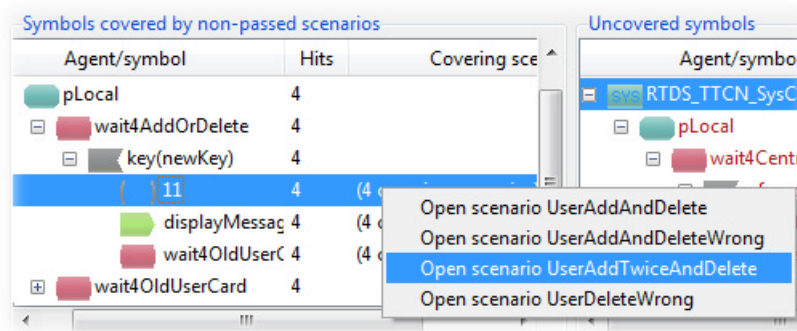 Symbols covered by non-passed scenarios
Uncovered symbols
Agent/symbol Hits Covering sce
Agent/symbo
pLocal 4
SYS RTDS_TTCN_SysC
wait4AddOrDelete 4
pLocal
key(newKey) 4
wait4Centr
( ) 11 4 (4
displayMessag 4 (4
wait4OldUserC 4 (4
wait4OldUserCard 4
Open scenario UserAddAndDelete
Open scenario UserAddAndDeleteWrong
Open scenario UserAddTwiceAndDelete
Open scenario UserDeleteWrong